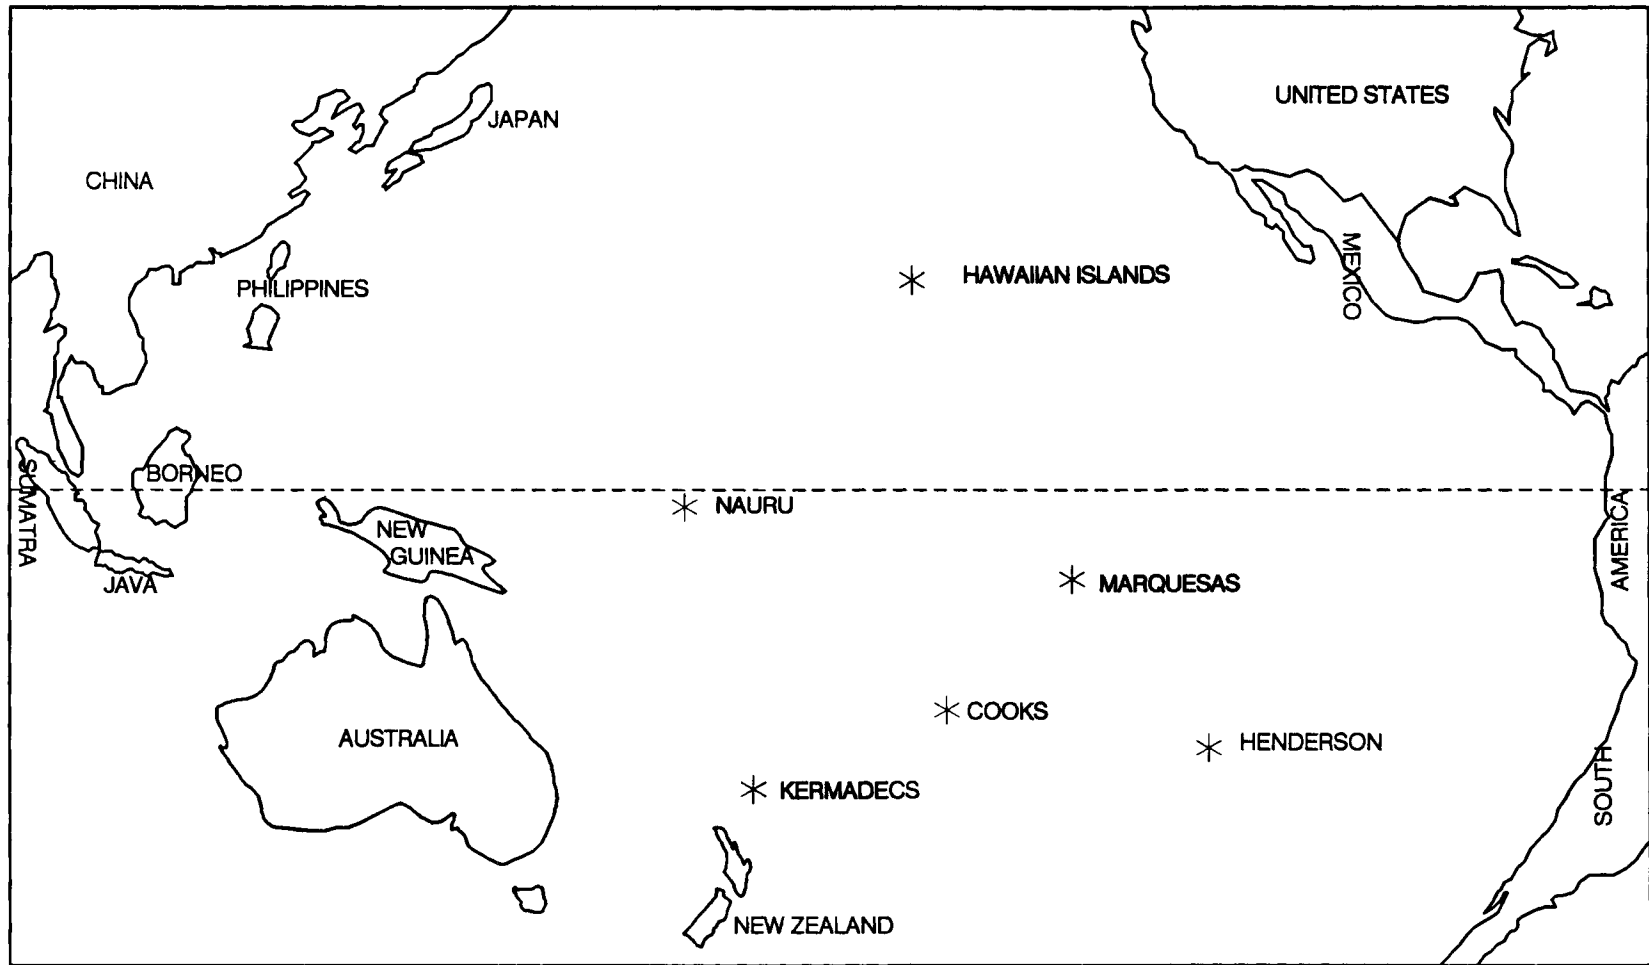 UNITED STATES
JAPAN
CHINA
MEXICO
HAWAIIAN ISLANDS
PHILIPPINES
SUMATRA
BORNEO
NAURU
NEW
GUINEA
JAVA
MARQUESAS
SOUTH AMERICA
COOKS
AUSTRALIA
HENDERSON
KERMADECS
NEW ZEALAND